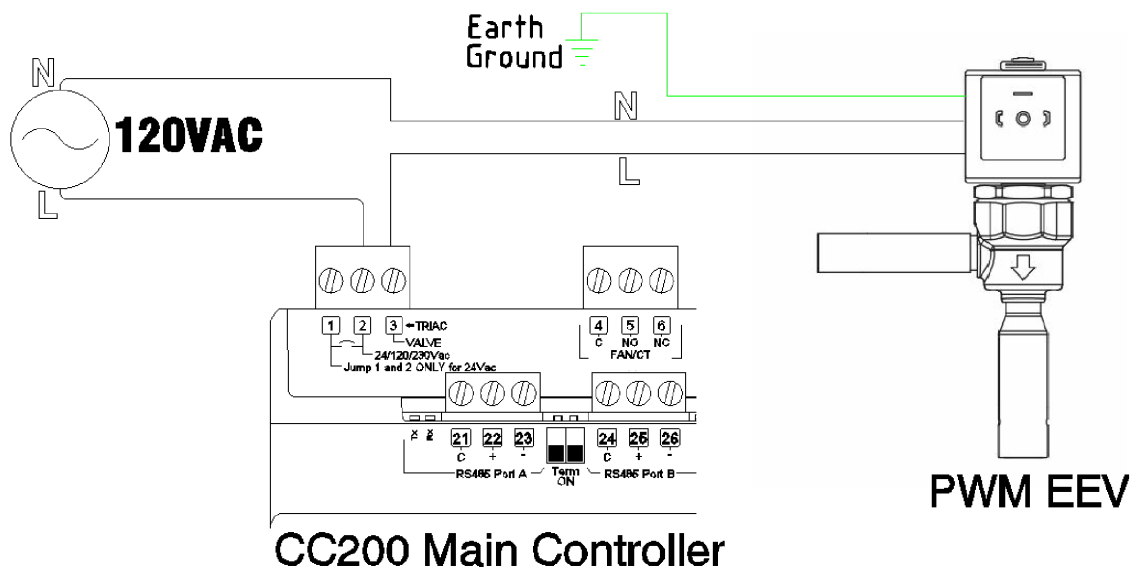 Earth
Ground
N
120VAC
L
N
L
1 2 3 ←TRIAC
VALVE
24/120/230Vac
Jump 1 and 2 ONLY for 24Vac
4 5 6
C NO NC
FAN/CT
TX RX 21 22 23 24 25 26
C + - C + -
RS485 Port A Term ON RS485 Port B
PWM EEV
CC200 Main Controller